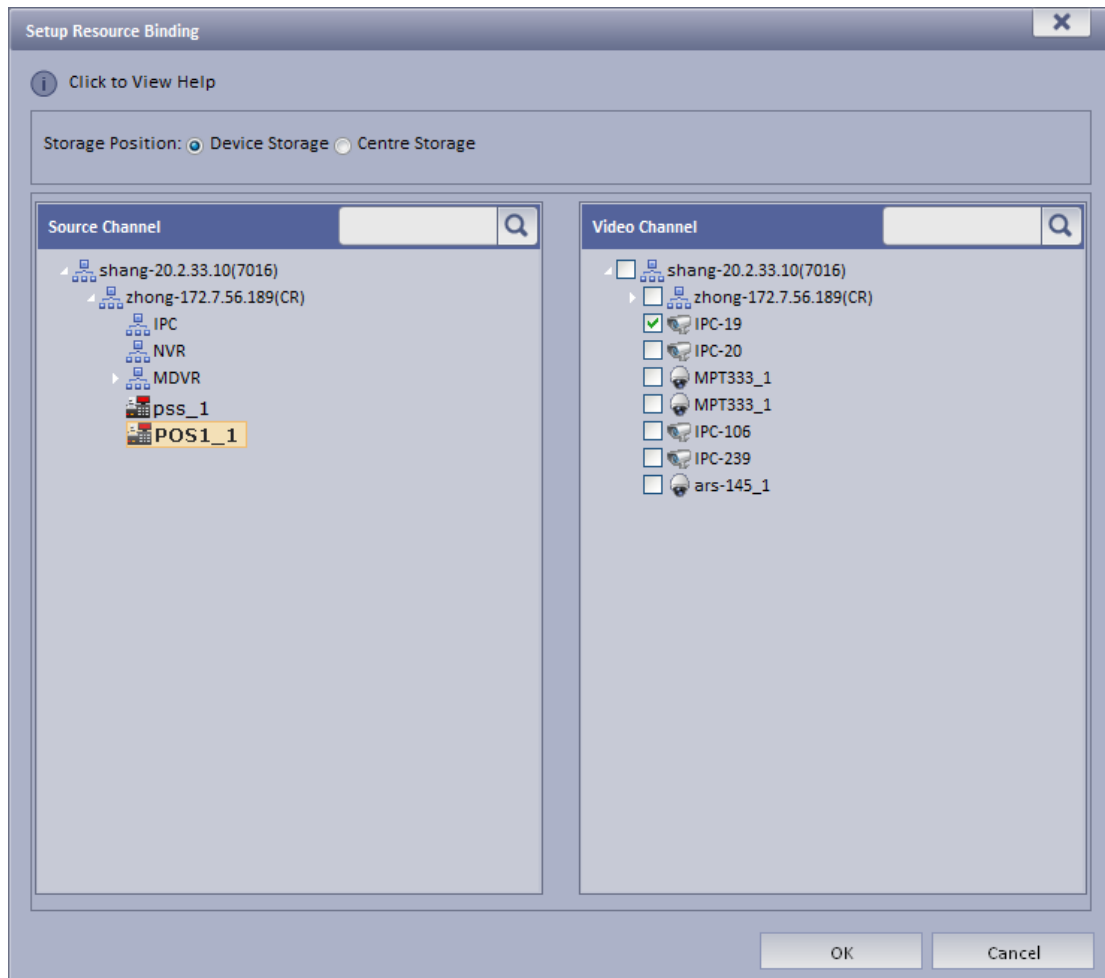 Setup Resource Binding
Click to View Help
Storage Position: Device Storage Centre Storage
Source Channel
shang-20.2.33.10(7016)
zhong-172.7.56.189(CR)
IPC
NVR
MDVR
pss_1
POS1_1
Video Channel
shang-20.2.33.10(7016)
zhong-172.7.56.189(CR)
IPC-19
IPC-20
MPT333_1
MPT333_1
IPC-106
IPC-239
ars-145_1
OK Cancel